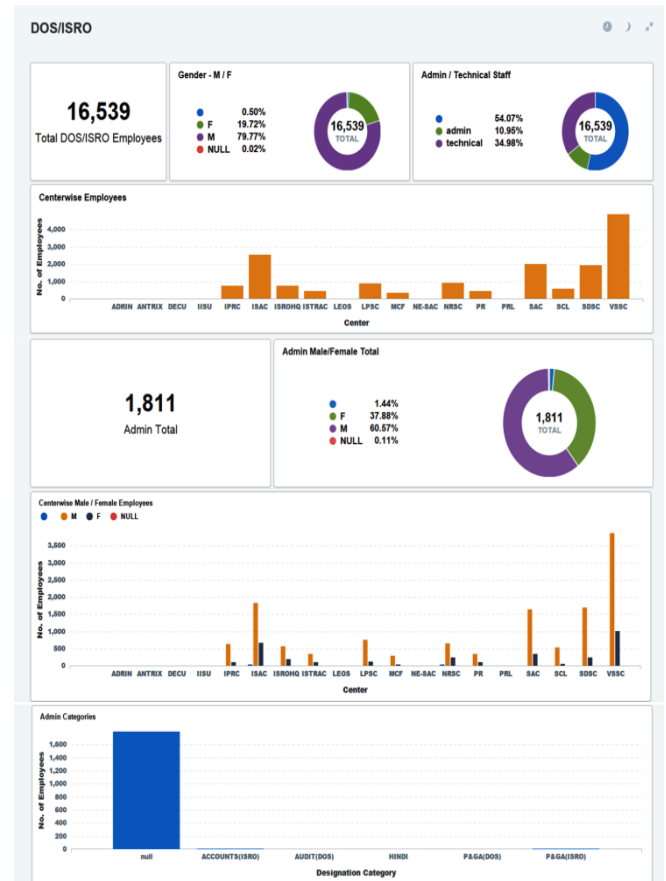 DOS/ISRO
16,539
Total DOS/ISRO Employees
Gender - M / F
0.50%
F 19.72%
M 79.77%
NULL 0.02%
16,539
TOTAL
Admin / Technical Staff
54.07%
admin 10.95%
technical 34.98%
16,539
TOTAL
Centerwise Employees
No. of Employees
4,000
3,000
2,000
1,000
0
ADRIN ANTRIX DECU IISU IPRC ISAC ISROHQ ISTRAC LEOS LPSC MCF NE-SAC NRSC PR PRL SAC SCL SDSC VSSC
Center
1,811
Admin Total
Admin Male/Female Total
1.44%
F 37.88%
M 60.57%
NULL 0.11%
1,811
TOTAL
Centerwise Male / Female Employees
M F NULL
No. of Employees
3,500
3,000
2,500
2,000
1,500
1,000
500
0
ADRIN ANTRIX DECU IISU IPRC ISAC ISROHQ ISTRAC LEOS LPSC MCF NE-SAC NRSC PR PRL SAC SCL SDSC VSSC
Center
Admin Categories
No. of Employees
1,600
1,400
1,200
1,000
800
600
400
200
0
null ACCOUNTS(ISRO) AUDIT(DOS) HINDI P&GA(DOS) P&GA(ISRO)
Designation Category